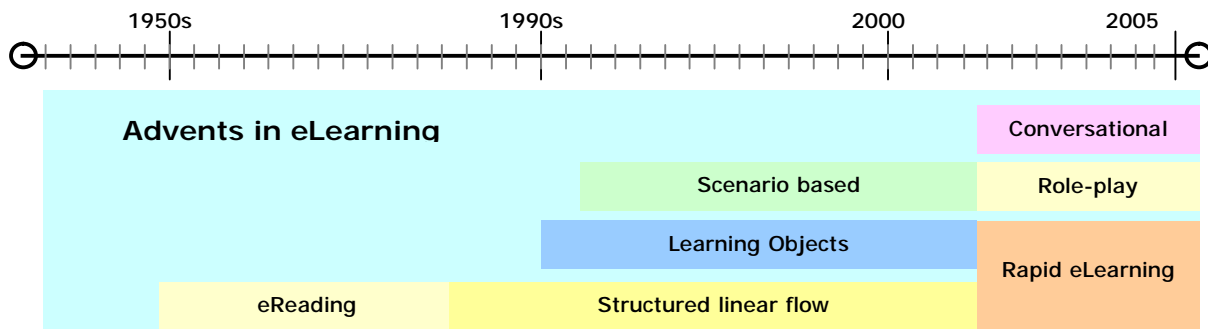 1950s 1990s 2000 2005
Advents in eLearning
Conversational
Scenario based
Role-play
Learning Objects
Rapid eLearning
eReading
Structured linear flow